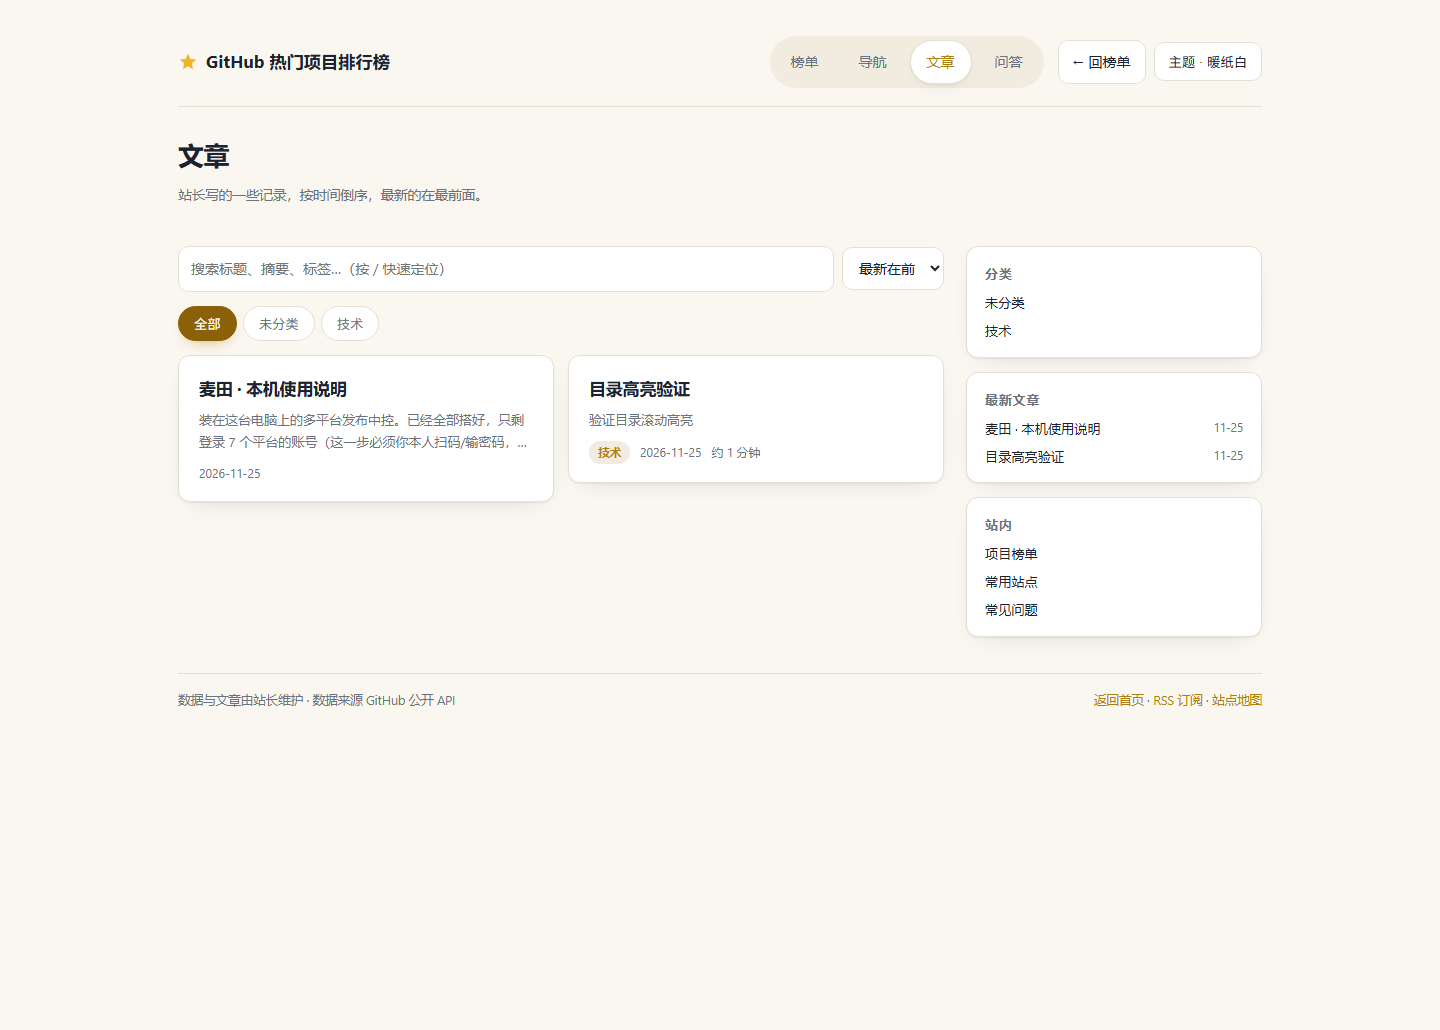 GitHub 热门项目排行榜
榜单
导航
文章
问答
← 回榜单
主题 · 暖纸白
文章
站长写的一些记录，按时间倒序，最新的在最前面。
搜索标题、摘要、标签...（按 / 快速定位）
最新在前
全部
未分类
技术
麦田 · 本机使用说明
装在这台电脑上的多平台发布中控。已经全部搭好，只剩
登录 7 个平台的账号（这一步必须你本人扫码/输密码，...
2026-11-25
目录高亮验证
验证目录滚动高亮
技术 2026-11-25 约 1 分钟
分类
未分类
技术
最新文章
麦田 · 本机使用说明 11-25
目录高亮验证 11-25
站内
项目榜单
常用站点
常见问题
数据与文章由站长维护 · 数据来源 GitHub 公开 API
返回首页 · RSS 订阅 · 站点地图